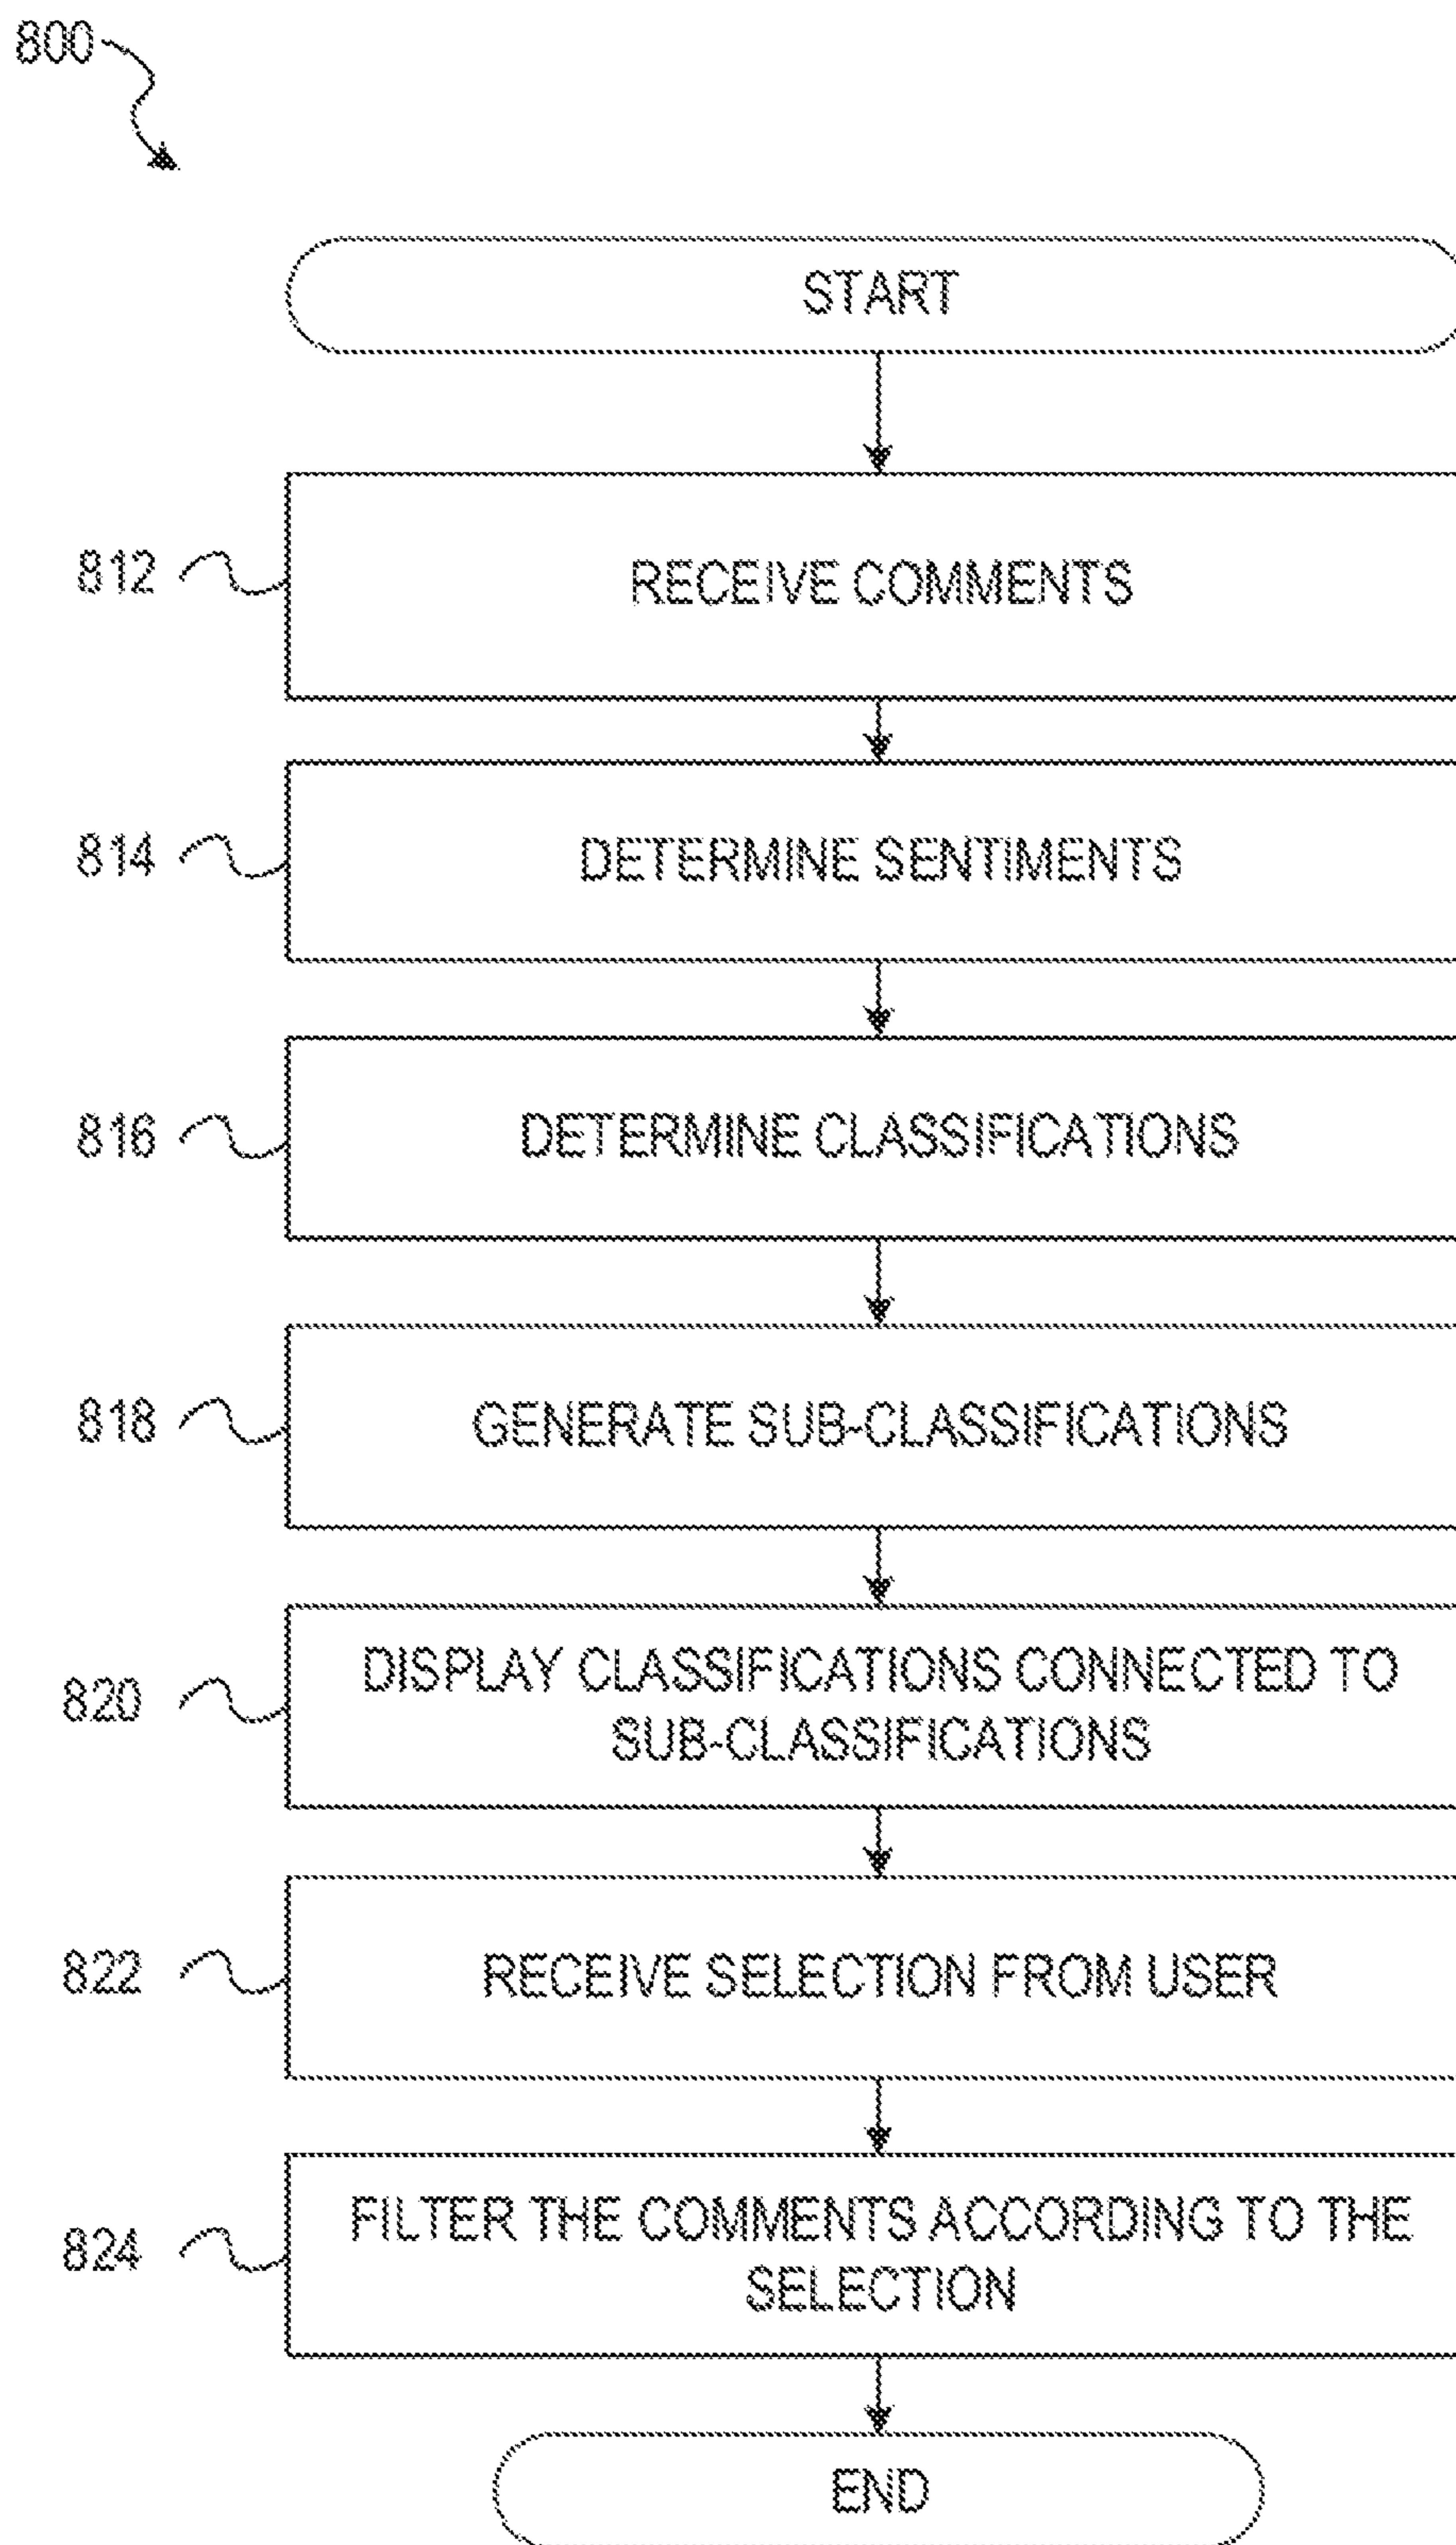 800
START
812
RECEIVE COMMENTS
814
DETERMINE SENTIMENTS
816
DETERMINE CLASSIFICATIONS
818
GENERATE SUB-CLASSIFICATIONS
820
DISPLAY CLASSIFICATIONS CONNECTED TO
SUB-CLASSIFICATIONS
822
RECEIVE SELECTION FROM USER
824
FILTER THE COMMENTS ACCORDING TO THE
SELECTION
END